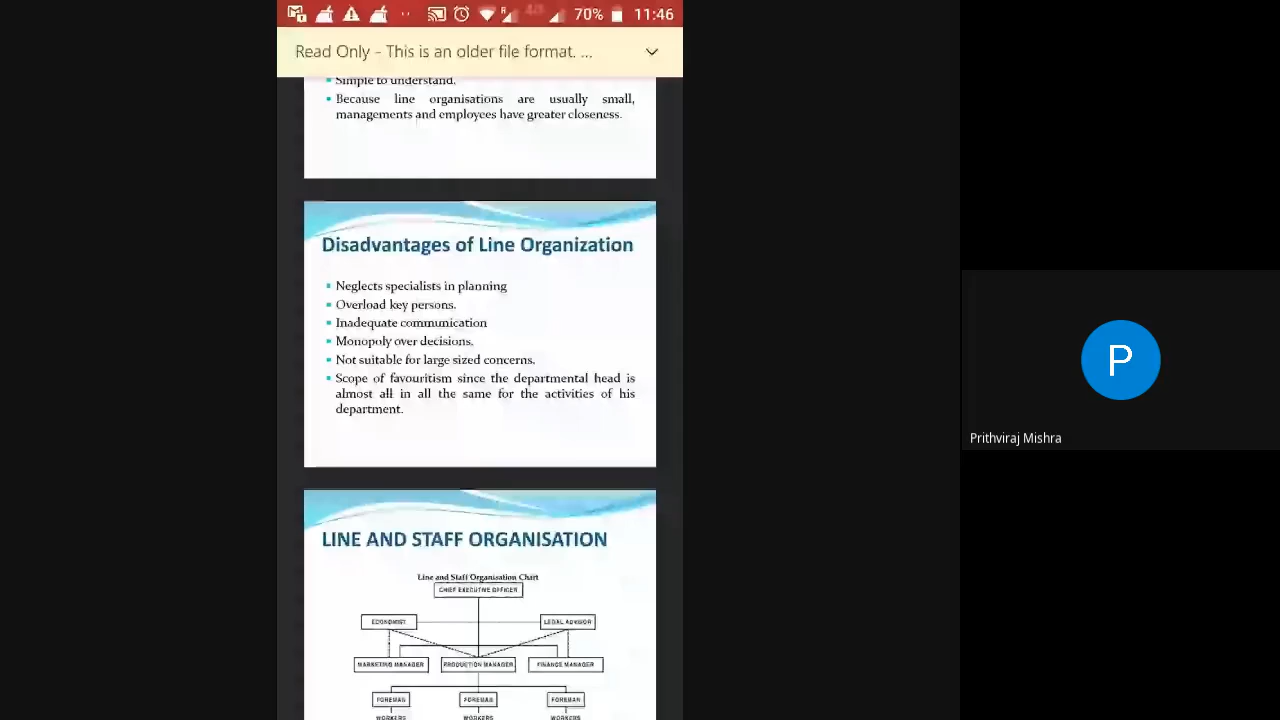 70% 11:46
Read Only - This is an older file format. ...
Simple to understand.
Because line organisations are usually small,
managements and employees have greater closeness.
Disadvantages of Line Organization
Neglects specialists in planning
Overload key persons.
Inadequate communication
Monopoly over decisions.
Not suitable for large sized concerns.
Scope of favouritism since the departmental head is
almost all in all the same for the activities of his
department.
LINE AND STAFF ORGANISATION
Line and Staff Organisation Chart
CHIEF EXECUTIVE OFFICER
ECONOMIST LEGAL ADVISOR
MARKETING MANAGER PRODUCTION MANAGER FINANCE MANAGER
FOREMAN FOREMAN FOREMAN
WORKERS WORKERS WORKERS
P
Prithviraj Mishra